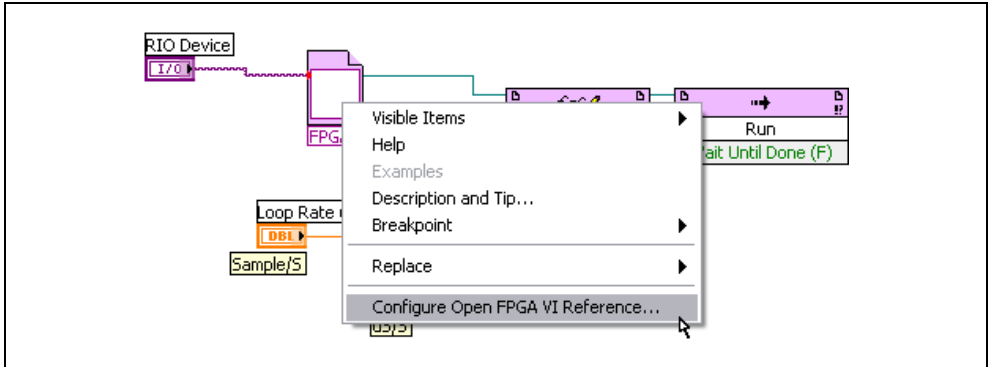 RIO Device
I/O
Run
Wait Until Done (F)
Visible Items
Help
Examples
Description and Tip...
Breakpoint
Replace
Configure Open FPGA VI Reference...
Loop Rate
DBL
Sample/S
uS/S